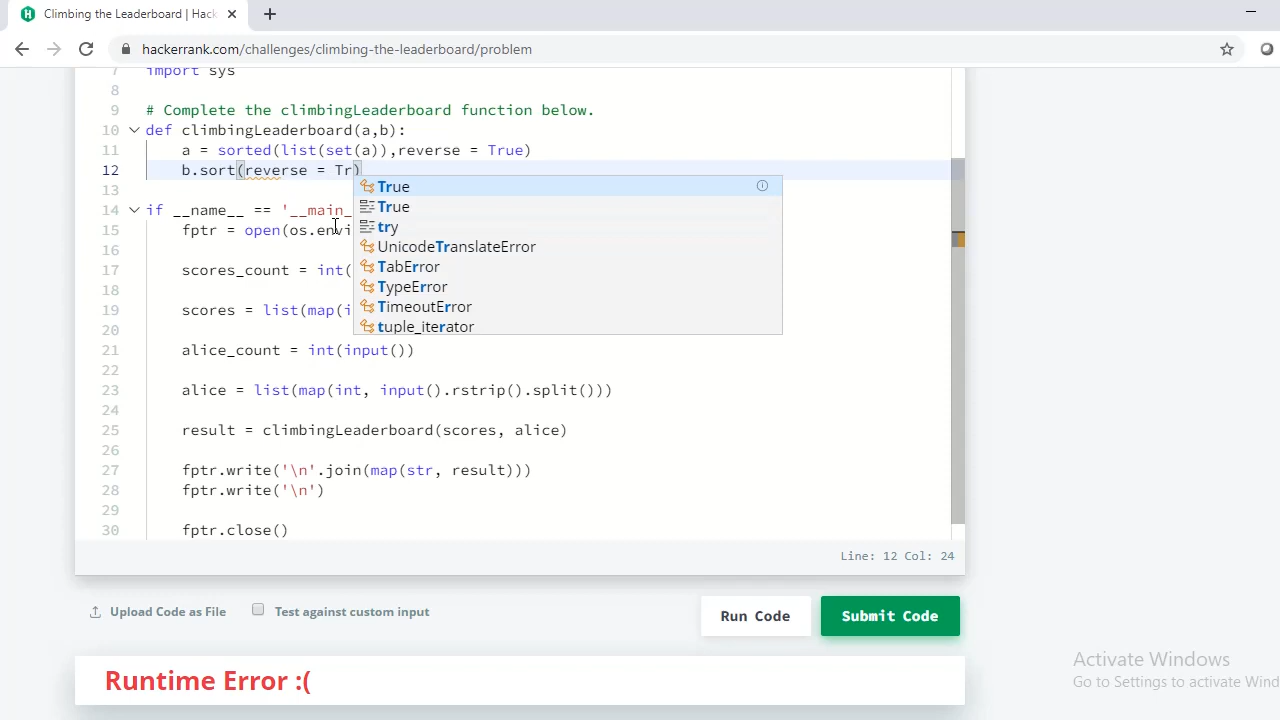 Climbing the Leaderboard | Hack
hackerrank.com/challenges/climbing-the-leaderboard/problem
7 import sys
8
9 # Complete the climbingLeaderboard function below.
10 def climbingLeaderboard(a,b):
11 a = sorted(list(set(a)),reverse = True)
12 b.sort(reverse = Tr)
True
13
True
14 if __name__ == '__main_
try
15 fptr = open(os.envi
UnicodeTranslateError
16
TabError
17 scores_count = int(
TypeError
18
TimeoutError
19 scores = list(map(i
tuple_iterator
20
21 alice_count = int(input())
22
23 alice = list(map(int, input().rstrip().split()))
24
25 result = climbingLeaderboard(scores, alice)
26
27 fptr.write('\n'.join(map(str, result)))
28 fptr.write('\n')
29
30 fptr.close()
Line: 12 Col: 24
Upload Code as File Test against custom input Run Code Submit Code
Runtime Error :(
Activate Windows
Go to Settings to activate Wind